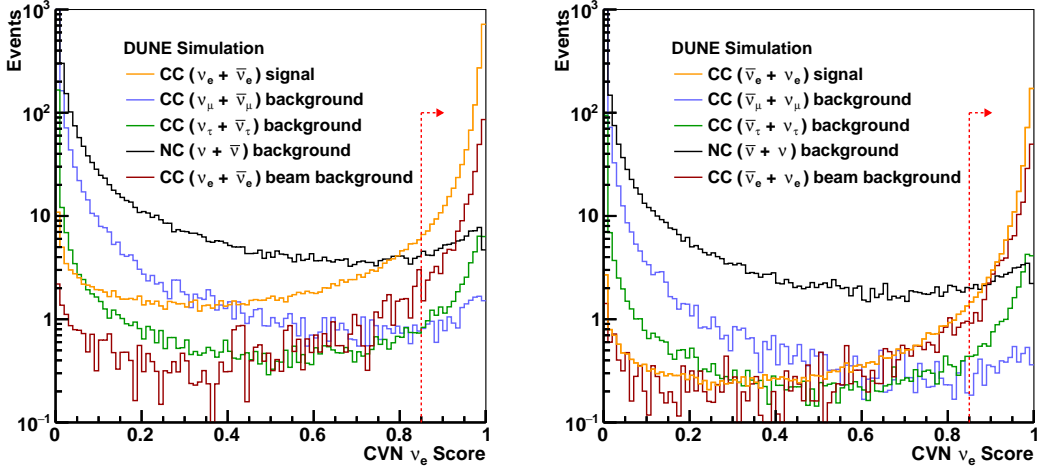 Events
10³
10²
10
1
10⁻¹
DUNE Simulation
CC (νe + ν̅e) signal
CC (νμ + ν̅μ) background
CC (ντ + ν̅τ) background
NC (ν + ν̅) background
CC (νe + ν̅e) beam background
0 0.2 0.4 0.6 0.8 1
CVN νe Score
Events
10³
10²
10
1
10⁻¹
DUNE Simulation
CC (ν̅e + νe) signal
CC (ν̅μ + νμ) background
CC (ν̅τ + ντ) background
NC (ν̅ + ν) background
CC (ν̅e + νe) beam background
0 0.2 0.4 0.6 0.8 1
CVN νe Score